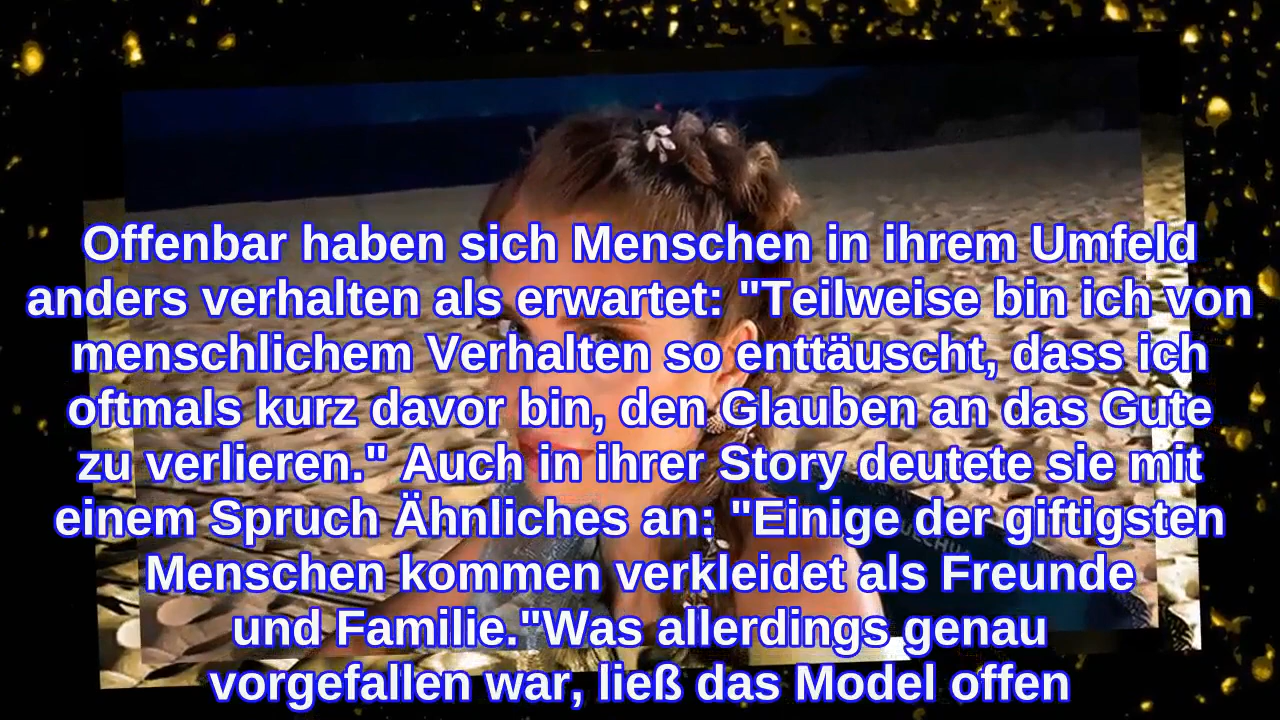 Offenbar haben sich Menschen in ihrem Umfeld
anders verhalten als erwartet: "Teilweise bin ich von
menschlichem Verhalten so enttäuscht, dass ich
oftmals kurz davor bin, den Glauben an das Gute
zu verlieren." Auch in ihrer Story deutete sie mit
einem Spruch Ähnliches an: "Einige der giftigsten
Menschen kommen verkleidet als Freunde
und Familie."Was allerdings genau
vorgefallen war, ließ das Model offen